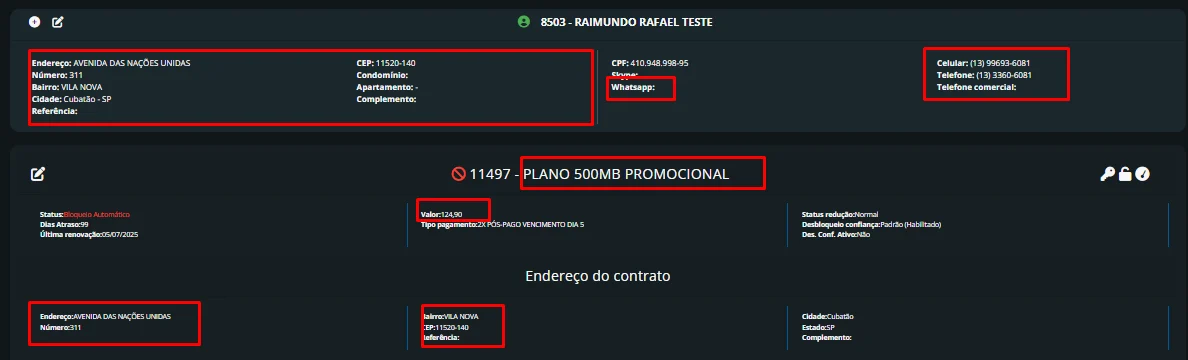 8503 - RAIMUNDO RAFAEL TESTE
Endereço: AVENIDA DAS NAÇÕES UNIDAS
Número: 311
Bairro: VILA NOVA
Cidade: Cubatão - SP
Referência:
CEP: 11520-140
Condomínio:
Apartamento: -
Complemento:
CPF: 410.948.998-95
Skype:
Whatsapp:
Celular: (13) 99693-6081
Telefone: (13) 3360-6081
Telefone comercial:
11497 - PLANO 500MB PROMOCIONAL
Status:Bloqueio Automático
Dias Atraso:99
Última renovação:05/07/2025
Valor:124,90
Tipo pagamento:2X PÓS-PAGO VENCIMENTO DIA 5
Status redução:Normal
Desbloqueio confiança:Padrão (Habilitado)
Des. Conf. Ativo:Não
Endereço do contrato
Endereço:AVENIDA DAS NAÇÕES UNIDAS
Número:311
Bairro:VILA NOVA
CEP:11520-140
Referência:
Cidade:Cubatão
Estado:SP
Complemento: